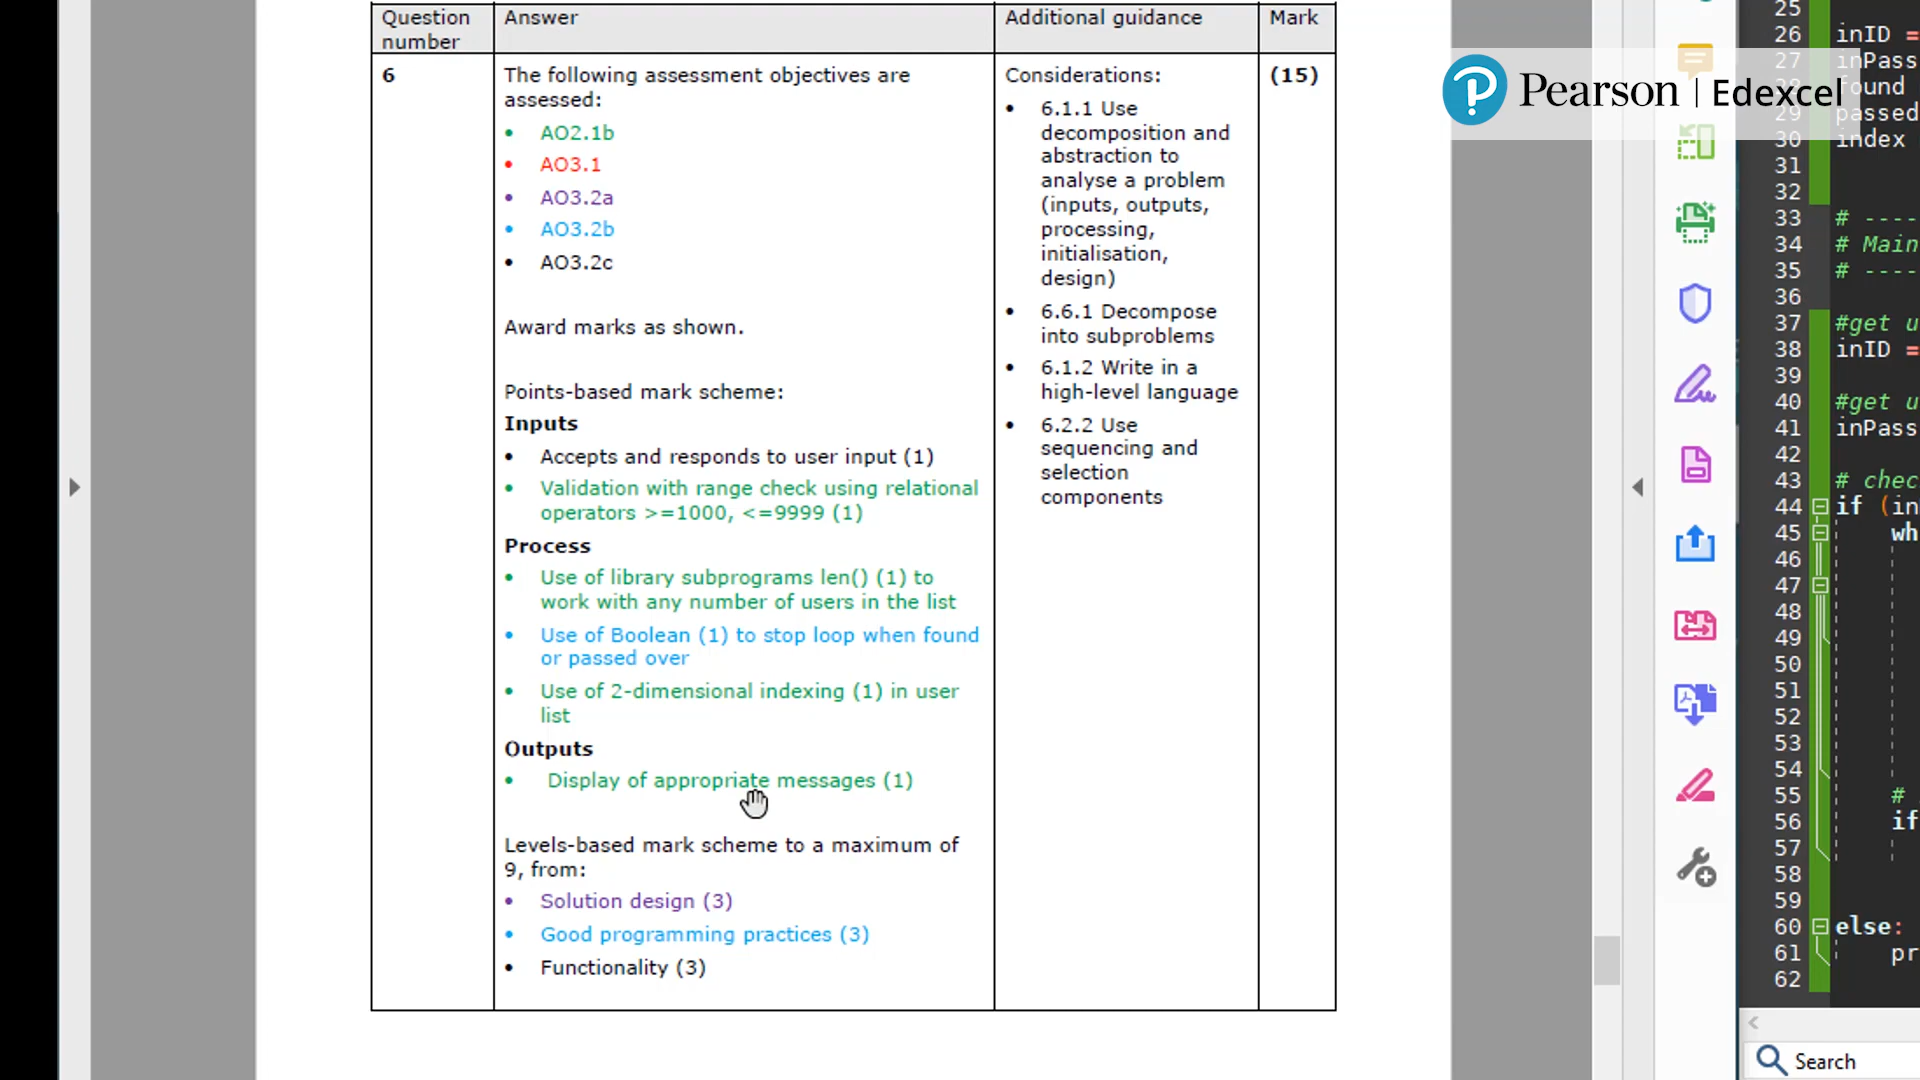 Question number
Answer
Additional guidance
Mark
6
The following assessment objectives are
assessed:
• AO2.1b
• AO3.1
• AO3.2a
• AO3.2b
• AO3.2c
Award marks as shown.
Points-based mark scheme:
Inputs
• Accepts and responds to user input (1)
• Validation with range check using relational
operators >=1000, <=9999 (1)
Process
• Use of library subprograms len() (1) to
work with any number of users in the list
• Use of Boolean (1) to stop loop when found
or passed over
• Use of 2-dimensional indexing (1) in user
list
Outputs
• Display of appropriate messages (1)
Levels-based mark scheme to a maximum of
9, from:
• Solution design (3)
• Good programming practices (3)
• Functionality (3)
Considerations:
• 6.1.1 Use
decomposition and
abstraction to
analyse a problem
(inputs, outputs,
processing,
initialisation,
design)
• 6.6.1 Decompose
into subproblems
• 6.1.2 Write in a
high-level language
• 6.2.2 Use
sequencing and
selection
components
(15)
Pearson | Edexcel
25
26 inID =
27 inPass
28 found
29 passed
30 index
31
32
33 # ----
34 # Main
35 # ----
36
37 #get u
38 inID =
39
40 #get u
41 inPass
42
43 # chec
44 if (in
45 wh
46
47
48
49
50
51
52
53
54
55 #
56 if
57
58
59
60 else:
61 pr
62
Search